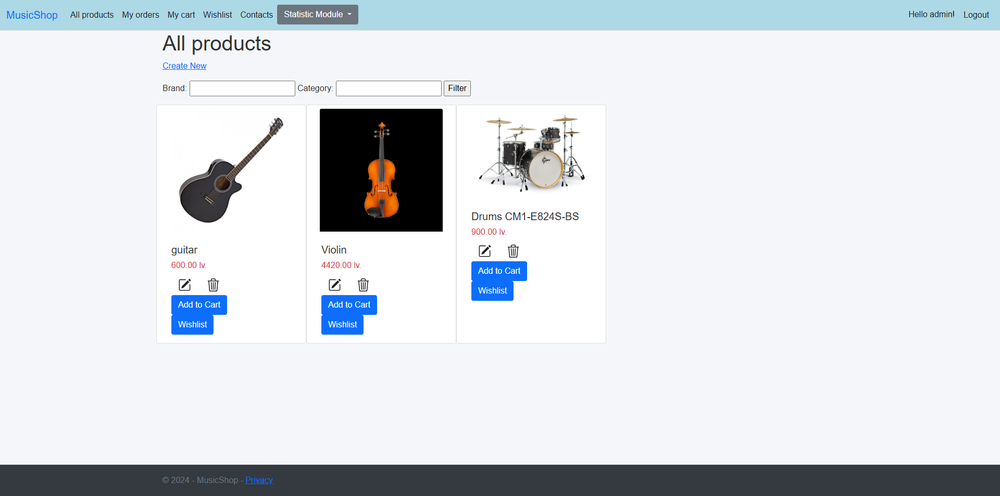 MusicShop All products My orders My cart Wishlist Contacts Statistic Module Hello admin! Logout
All products
Create New
Brand: Category: Filter
guitar
600.00 lv.
Add to Cart
Wishlist
Violin
4420.00 lv.
Add to Cart
Wishlist
Drums CM1-E824S-BS
900.00 lv.
Add to Cart
Wishlist
© 2024 - MusicShop - Privacy